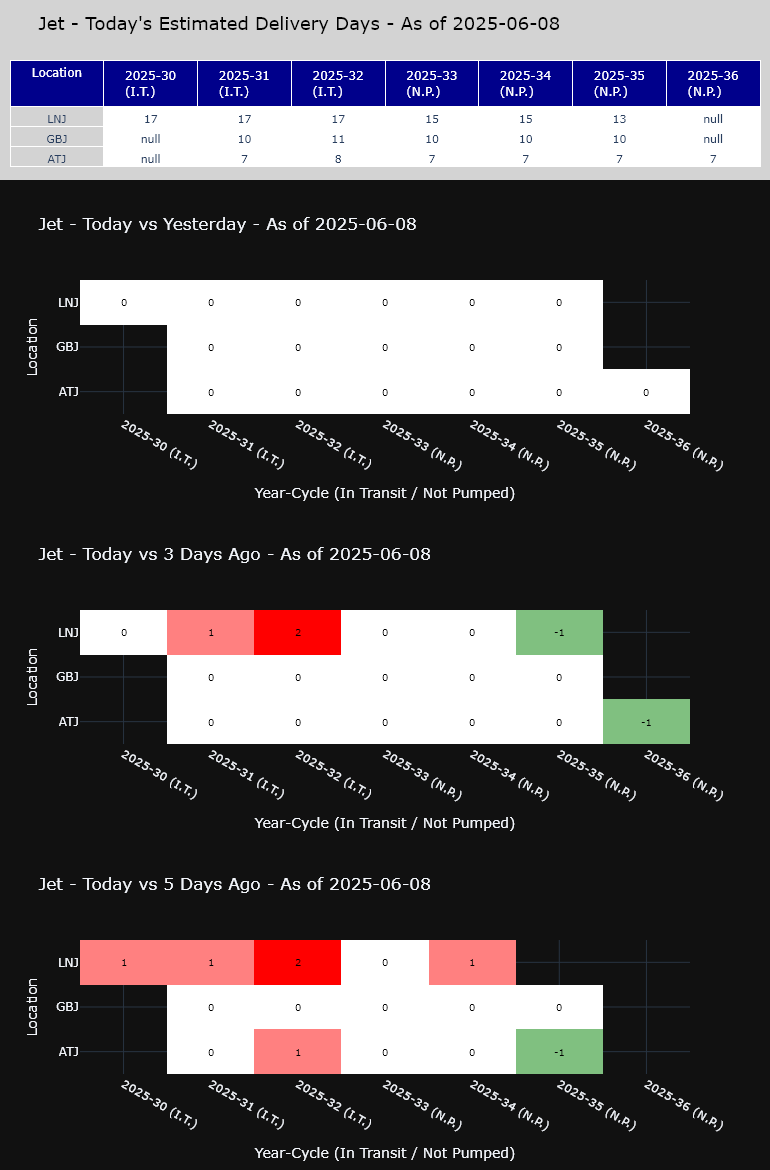 Jet - Today's Estimated Delivery Days - As of 2025-06-08
Location 2025-30 (I.T.) 2025-31 (I.T.) 2025-32 (I.T.) 2025-33 (N.P.) 2025-34 (N.P.) 2025-35 (N.P.) 2025-36 (N.P.)
LNJ 17 17 17 15 15 13 null
GBJ null 10 11 10 10 10 null
ATJ null 7 8 7 7 7 7
Jet - Today vs Yesterday - As of 2025-06-08
Location
LNJ 0 0 0 0 0 0
GBJ 0 0 0 0 0
ATJ 0 0 0 0 0 0
2025-30 (I.T.) 2025-31 (I.T.) 2025-32 (I.T.) 2025-33 (N.P.) 2025-34 (N.P.) 2025-35 (N.P.) 2025-36 (N.P.)
Year-Cycle (In Transit / Not Pumped)
Jet - Today vs 3 Days Ago - As of 2025-06-08
Location
LNJ 0 1 2 0 0 -1
GBJ 0 0 0 0 0
ATJ 0 0 0 0 0 -1
2025-30 (I.T.) 2025-31 (I.T.) 2025-32 (I.T.) 2025-33 (N.P.) 2025-34 (N.P.) 2025-35 (N.P.) 2025-36 (N.P.)
Year-Cycle (In Transit / Not Pumped)
Jet - Today vs 5 Days Ago - As of 2025-06-08
Location
LNJ 1 1 2 0 1
GBJ 0 0 0 0 0
ATJ 0 1 0 0 -1
2025-30 (I.T.) 2025-31 (I.T.) 2025-32 (I.T.) 2025-33 (N.P.) 2025-34 (N.P.) 2025-35 (N.P.) 2025-36 (N.P.)
Year-Cycle (In Transit / Not Pumped)